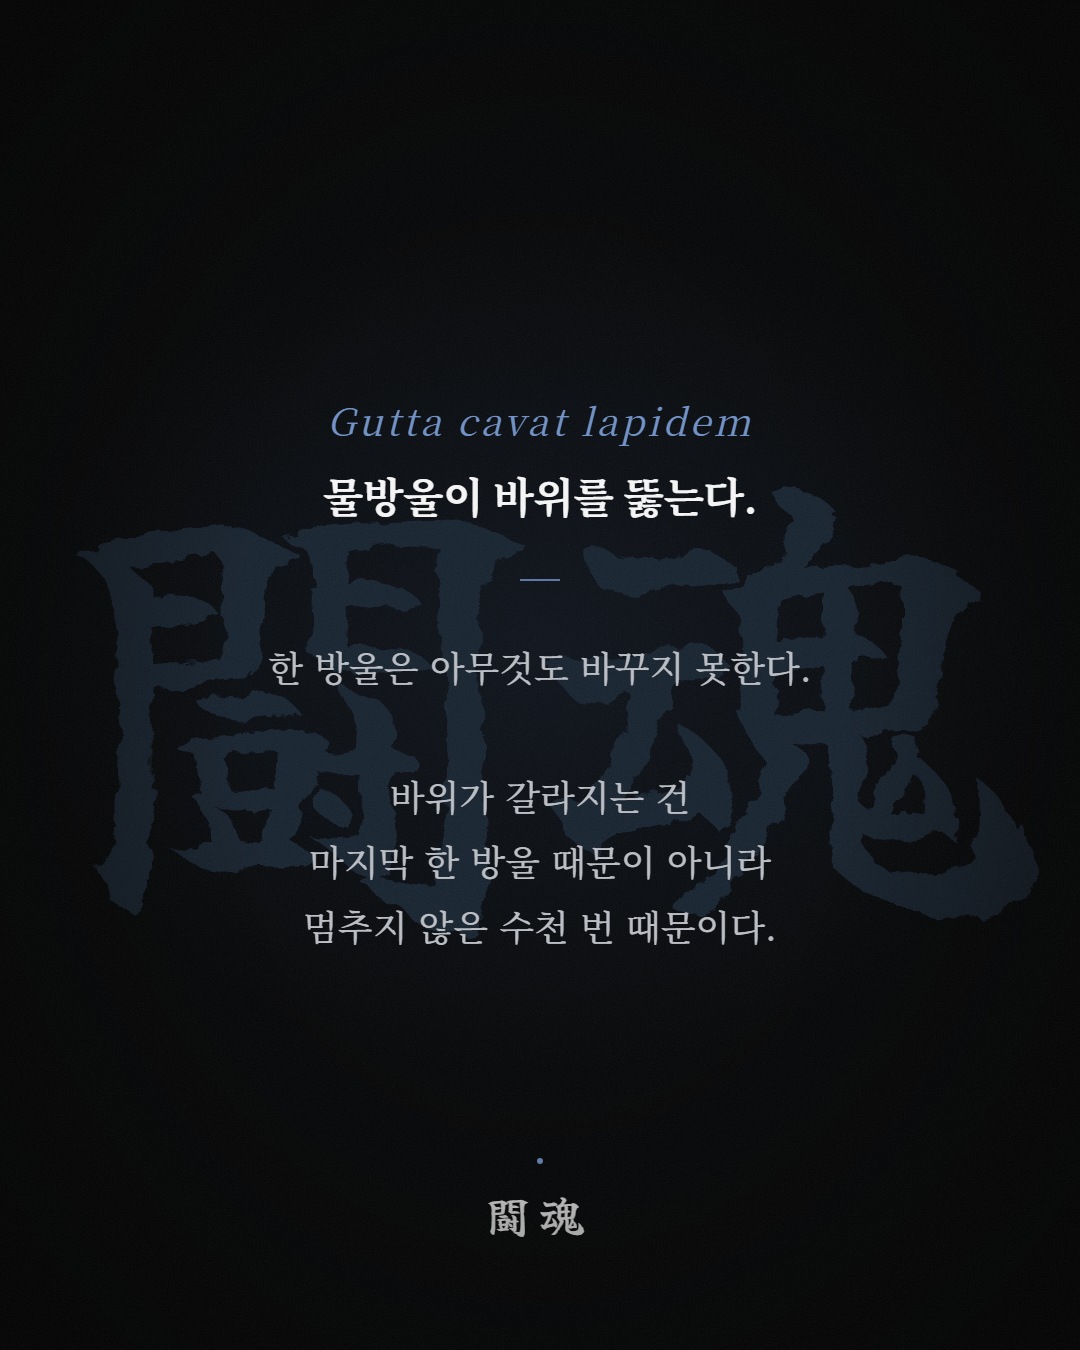 Gutta cavat lapidem
물방울이 바위를 뚫는다.
闘魂
한 방울은 아무것도 바꾸지 못한다.
바위가 갈라지는 건
마지막 한 방울 때문이 아니라
멈추지 않은 수천 번 때문이다.
闘魂